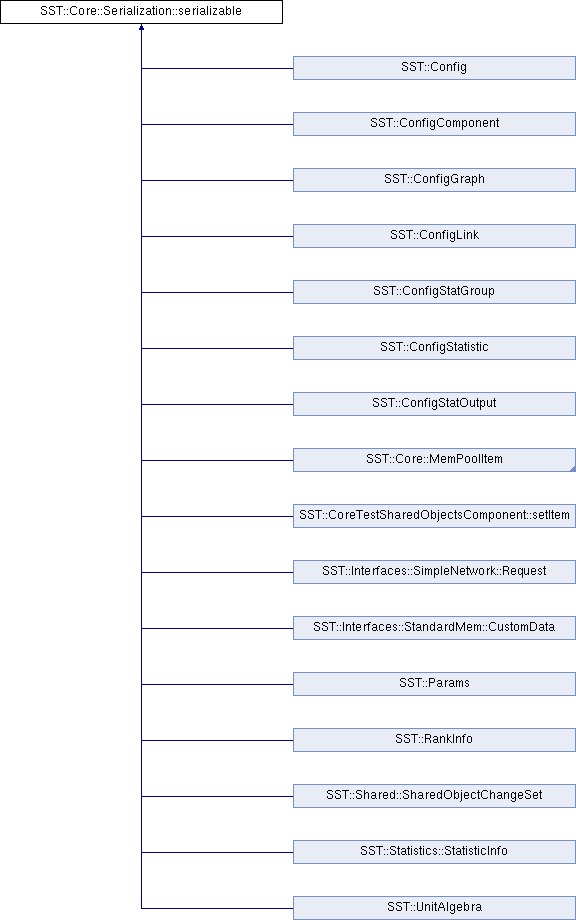 SST::Core::Serialization::serializable
SST::Config
SST::ConfigComponent
SST::ConfigGraph
SST::ConfigLink
SST::ConfigStatGroup
SST::ConfigStatistic
SST::ConfigStatOutput
SST::Core::MemPoolItem
SST::CoreTestSharedObjectsComponent::setItem
SST::Interfaces::SimpleNetwork::Request
SST::Interfaces::StandardMem::CustomData
SST::Params
SST::RankInfo
SST::Shared::SharedObjectChangeSet
SST::Statistics::StatisticInfo
SST::UnitAlgebra